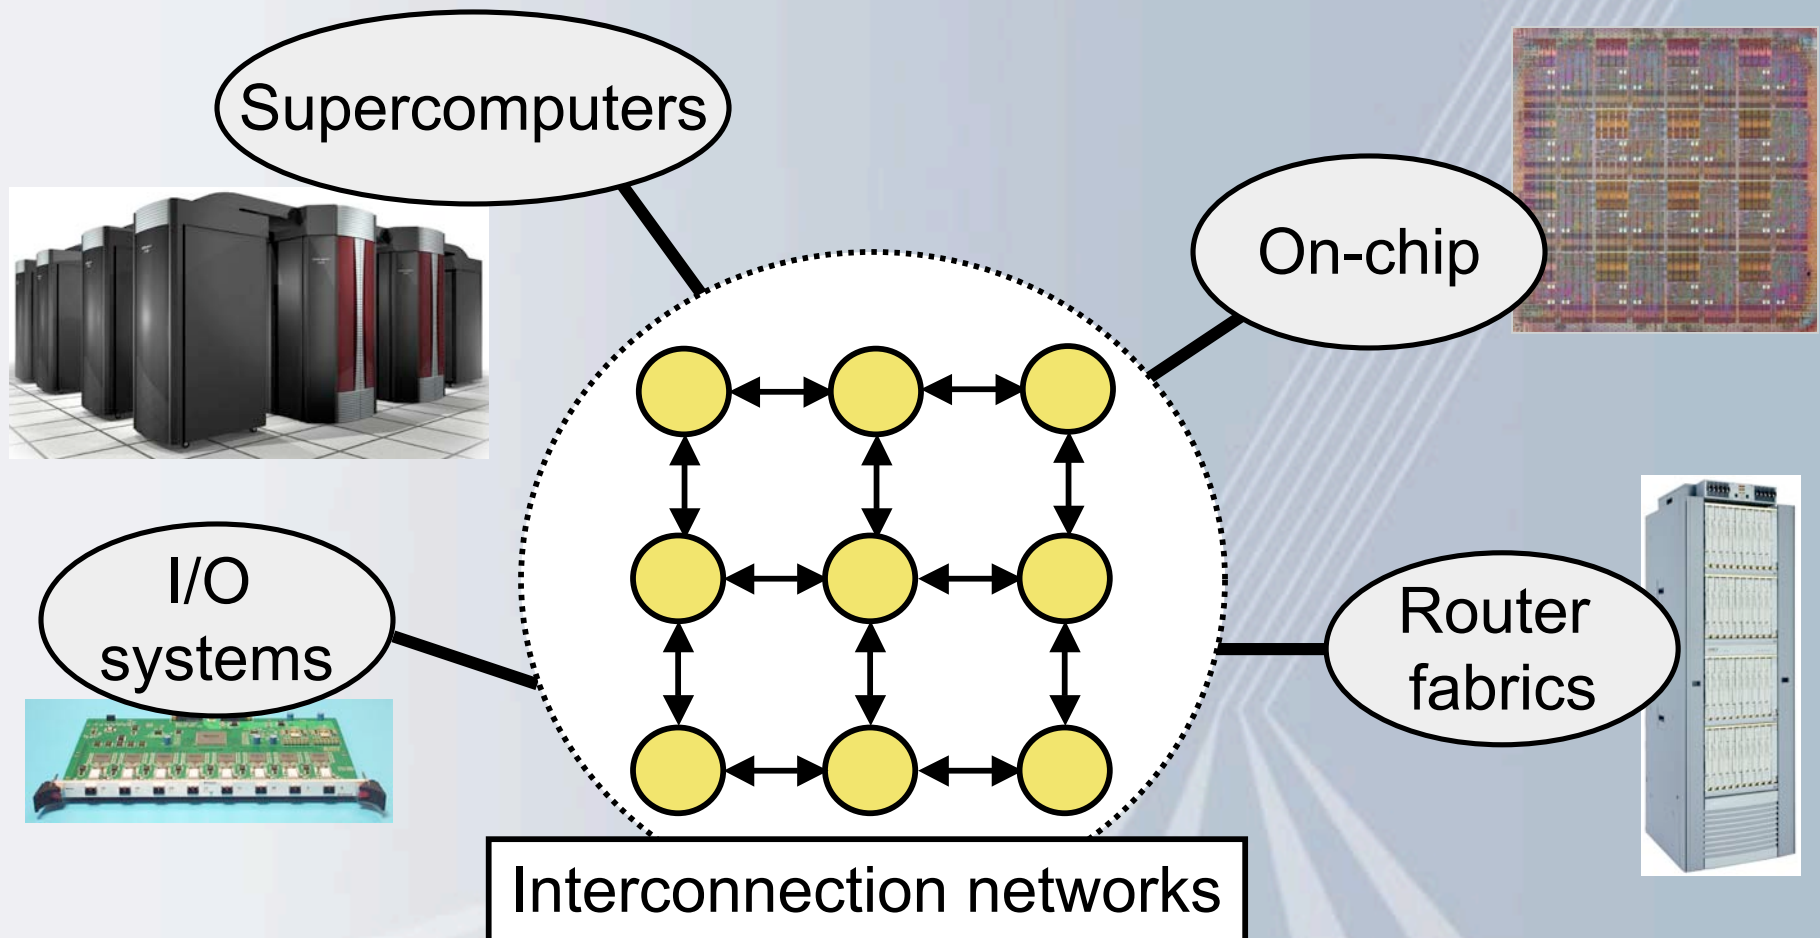 Supercomputers
On-chip
I/O
systems
Router
fabrics
Interconnection networks